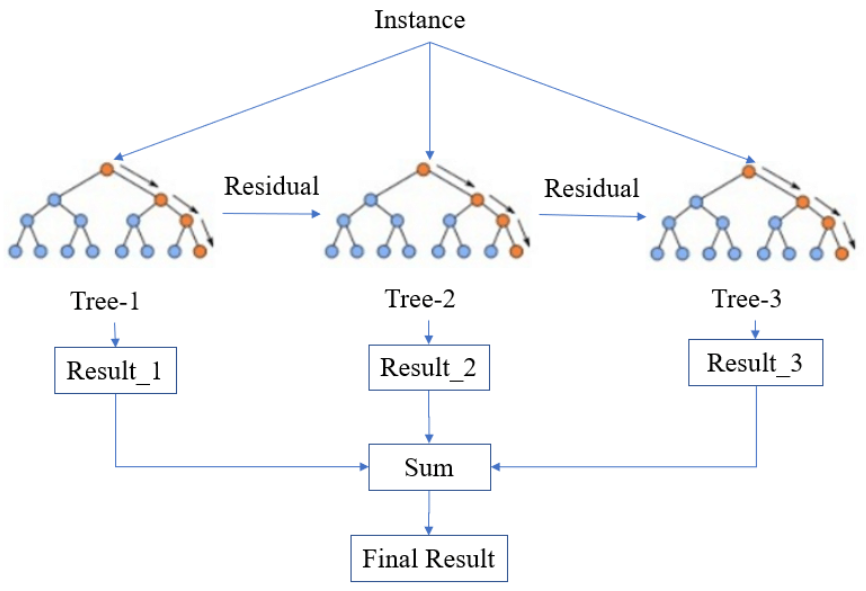 Instance
Residual
Residual
Tree-1
Tree-2
Tree-3
Result_1
Result_2
Result_3
Sum
Final Result